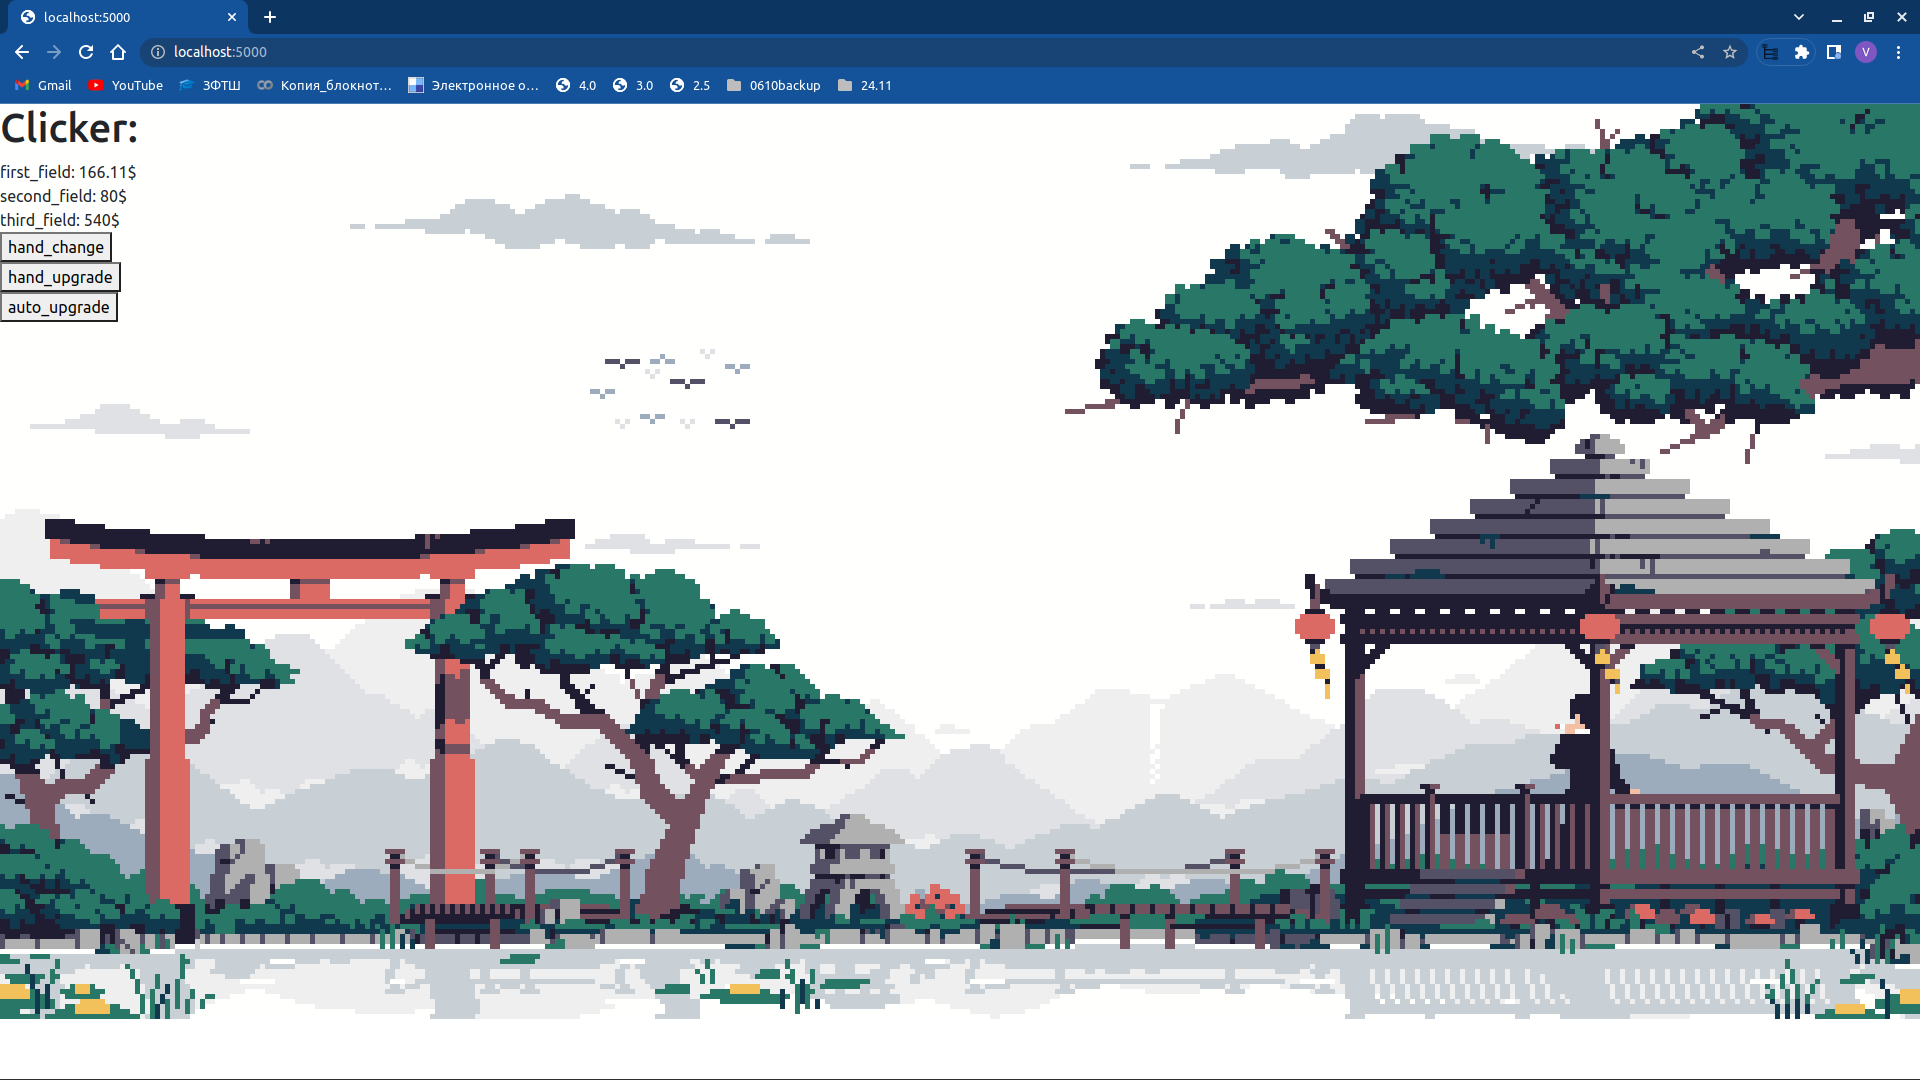 localhost:5000
localhost:5000
V
Gmail YouTube ЗФТШ Копия_блокнот... Электронное о... 4.0 3.0 2.5 0610backup 24.11
Clicker:
first_field: 166.11$
second_field: 80$
third_field: 540$
hand_change
hand_upgrade
auto_upgrade